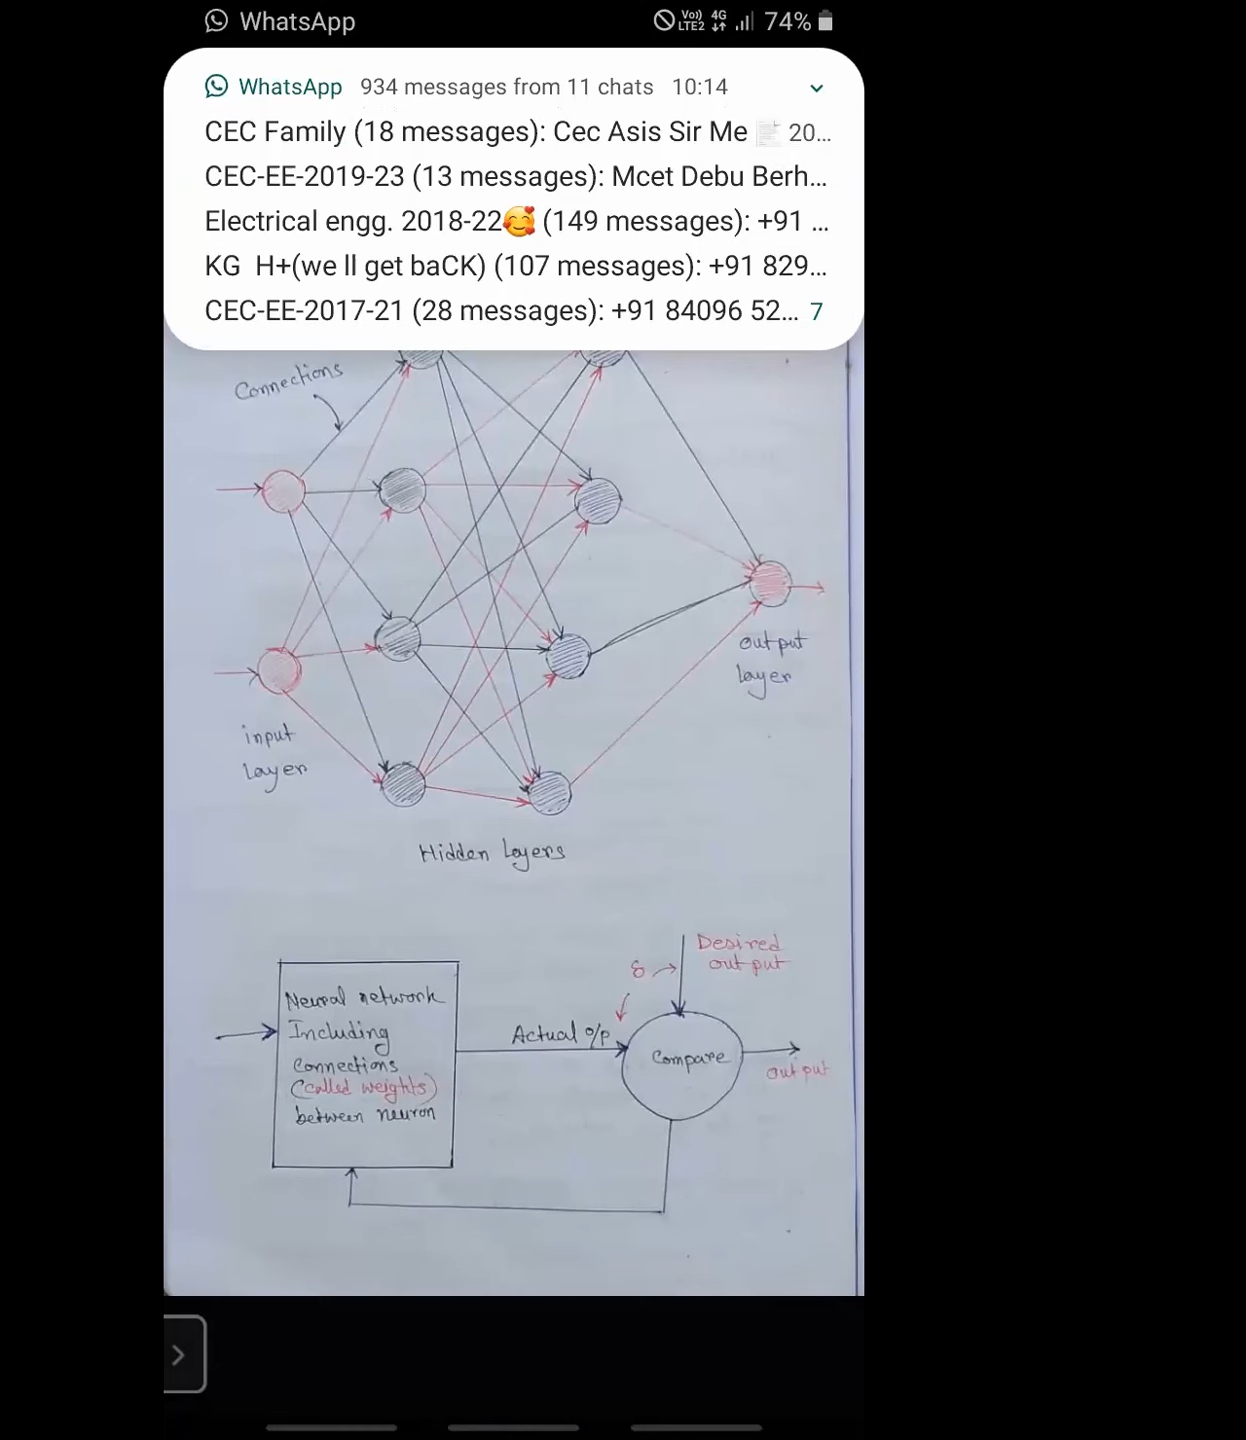 WhatsApp
Vo)) 4G
LTE2
74%
WhatsApp 934 messages from 11 chats 10:14
CEC Family (18 messages): Cec Asis Sir Me 20...
CEC-EE-2019-23 (13 messages): Mcet Debu Berh...
Electrical engg. 2018-22🥰 (149 messages): +91 ...
KG H+(we ll get baCK) (107 messages): +91 829...
CEC-EE-2017-21 (28 messages): +91 84096 52... 7
Connections
output
layer
input
layer
Hidden layers
Desired
output
δ
Neural network
Including
connections
(called weights)
between neuron
Actual o/p
Compare
output